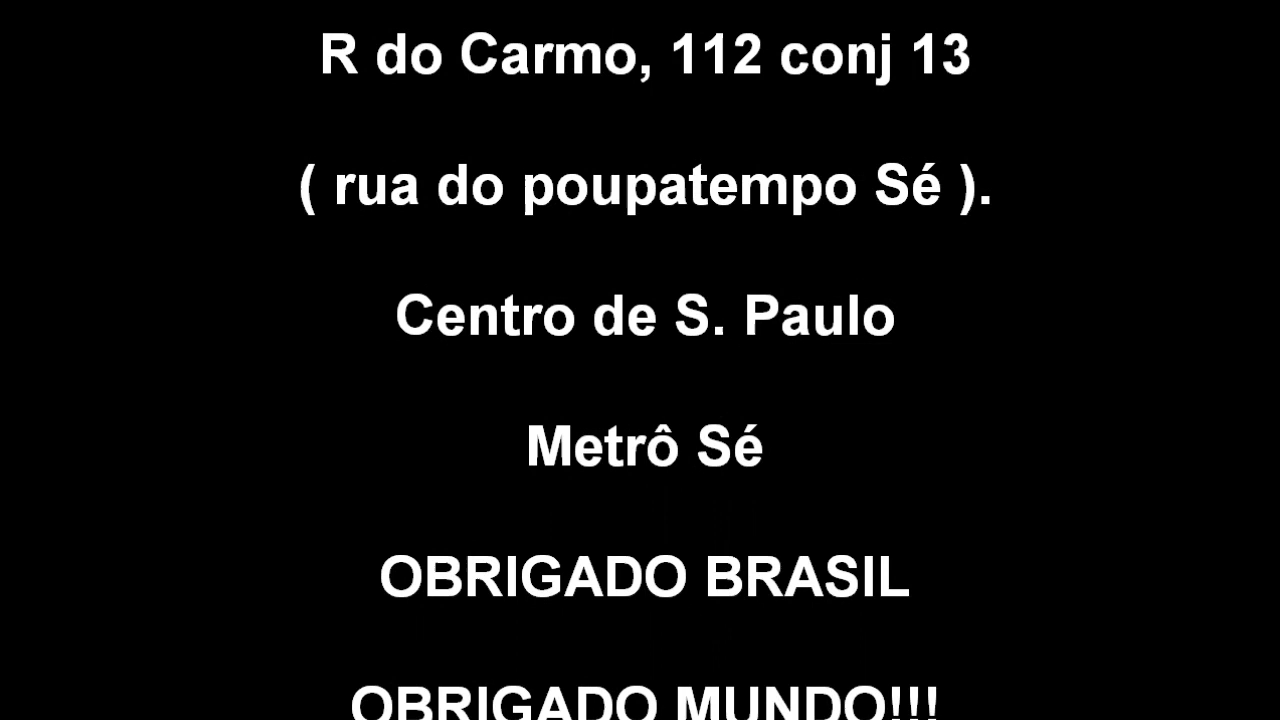 R do Carmo, 112 conj 13
( rua do poupatempo Sé ).
Centro de S. Paulo
Metrô Sé
OBRIGADO BRASIL
OBRIGADO MUNDO!!!